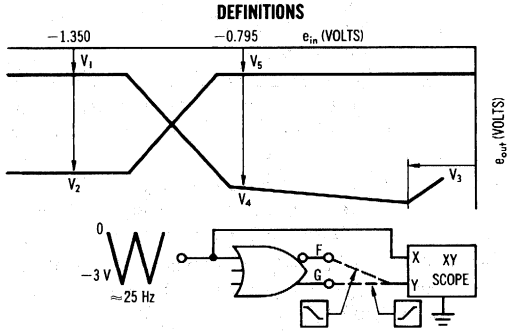 DEFINITIONS
−1.350 −0.795 e_in (VOLTS)
V1 V5
e_out (VOLTS)
V2 V4 V3
0 F X XY
−3 V G Y SCOPE
≈25 Hz